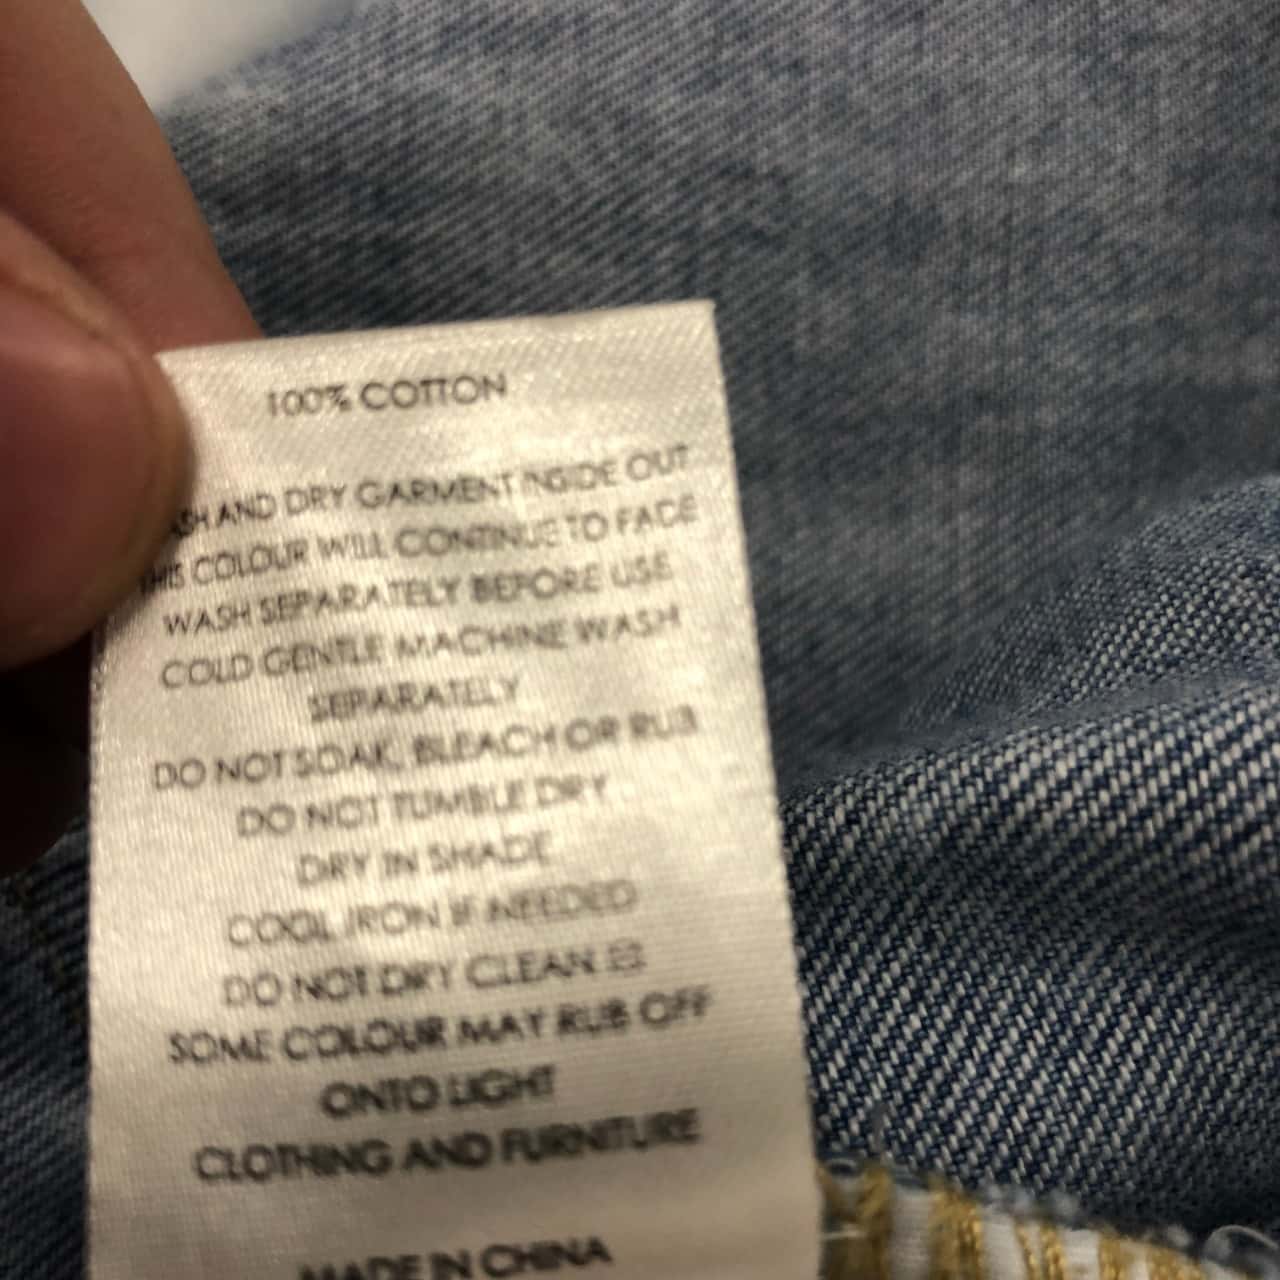 100% COTTON
WASH AND DRY GARMENT INSIDE OUT
THIS COLOUR WILL CONTINUE TO FADE
WASH SEPARATELY BEFORE USE
COLD GENTLE MACHINE WASH
SEPARATELY
DO NOT SOAK, BLEACH OR RUB
DO NOT TUMBLE DRY
DRY IN SHADE
COOL IRON IF NEEDED
DO NOT DRY CLEAN
SOME COLOUR MAY RUB OFF
ONTO LIGHT
CLOTHING AND FURNITURE
MADE IN CHINA